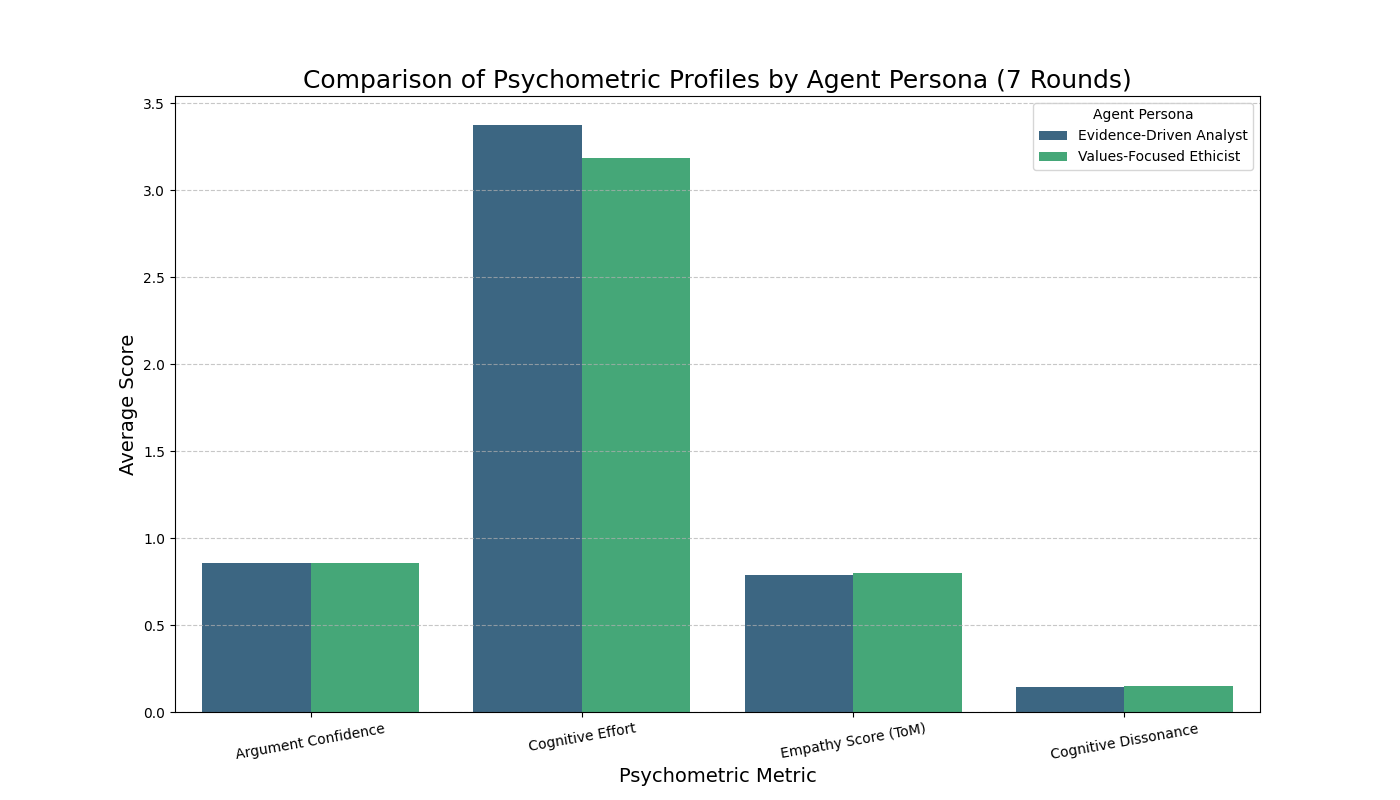 Comparison of Psychometric Profiles by Agent Persona (7 Rounds)
Agent Persona
Evidence-Driven Analyst
Values-Focused Ethicist
Average Score
3.5
3.0
2.5
2.0
1.5
1.0
0.5
0.0
Argument Confidence
Cognitive Effort
Empathy Score (ToM)
Cognitive Dissonance
Psychometric Metric